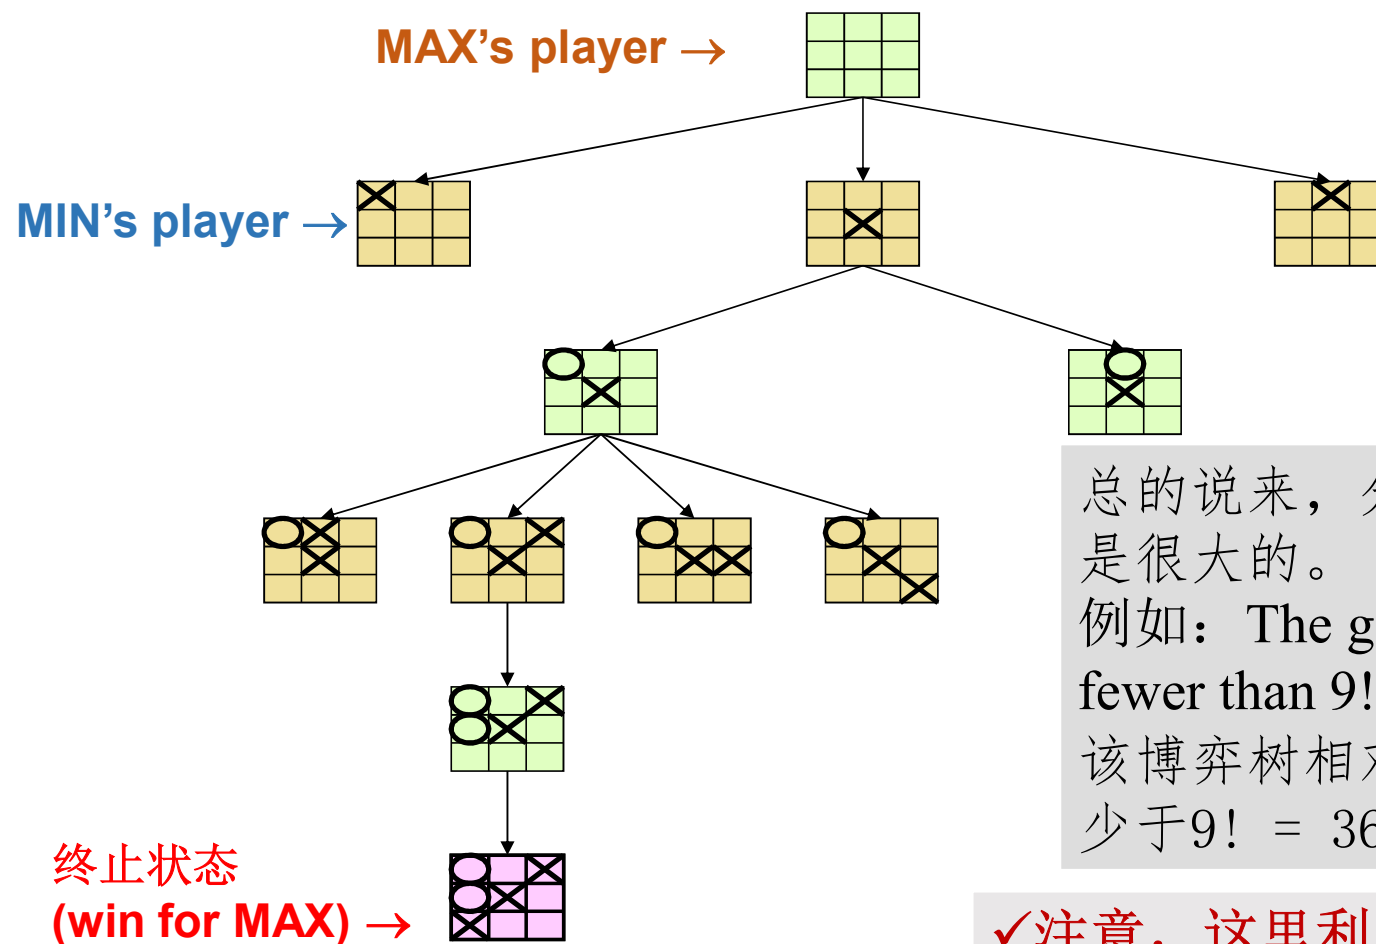 MAX's player →
MIN's player →
总的说来，
是很大的。
例如：The
fewer than 9!
该博弈树相
少于9! = 36
终止状态
(win for MAX) →
✓注意，这里利